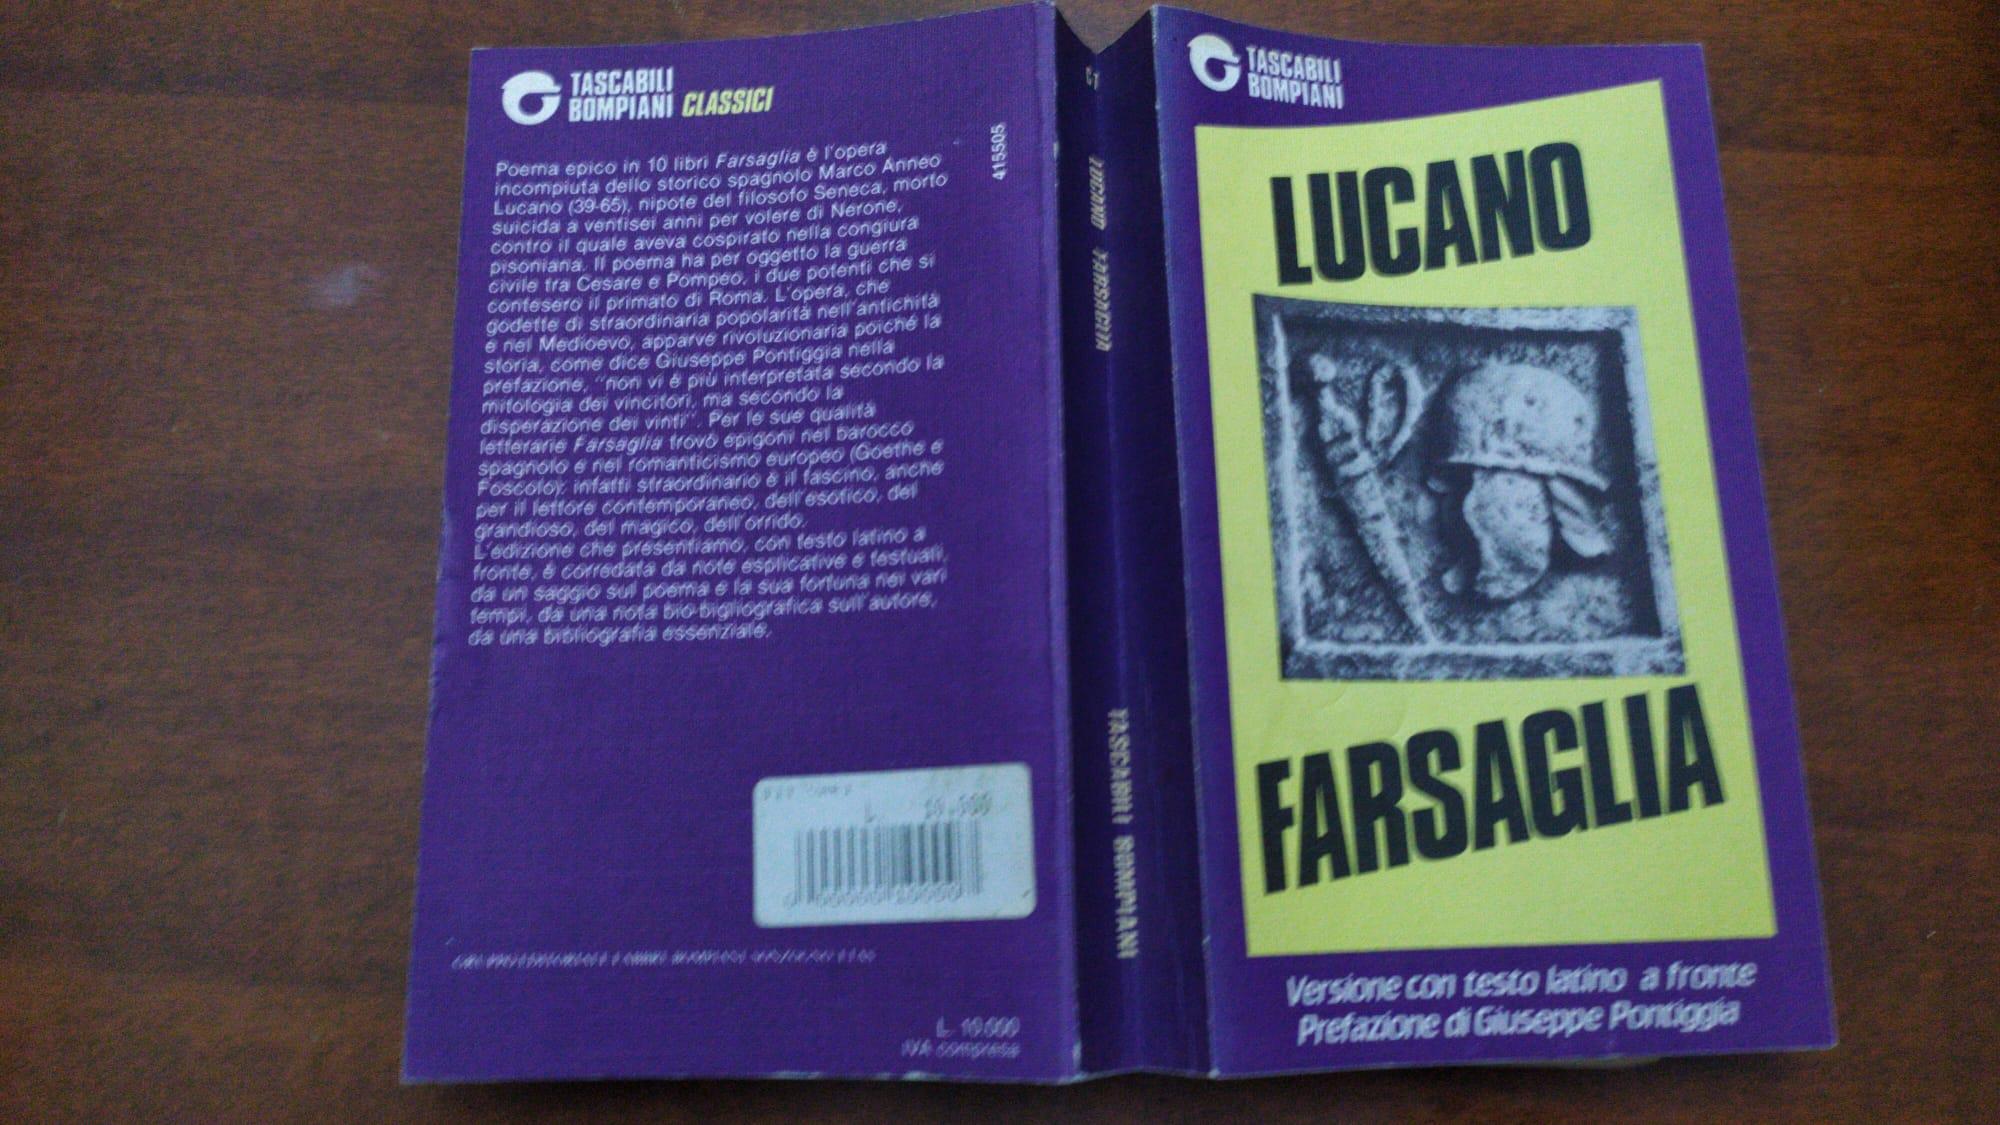 TASCABILI
BOMPIANI CLASSICI
415505
Poema epico in 10 libri Farsaglia è l'opera
incompiuta dello storico spagnolo Marco Anneo
Lucano (39-65), nipote del filosofo Seneca, morto
suicida a ventisei anni per volere di Nerone,
contro il quale aveva cospirato nella congiura
pisoniana. Il poema ha per oggetto la guerra
civile tra Cesare e Pompeo, i due potenti che si
contesero il primato di Roma. L'opera, che
godette di straordinaria popolarità nell'antichità
e nel Medioevo, apparve rivoluzionaria poiché la
storia, come dice Giuseppe Pontiggia nella
prefazione, "non vi è più interpretata secondo la
mitologia dei vincitori, ma secondo la
disperazione dei vinti". Per le sue qualità
letterarie Farsaglia trovò epigoni nel barocco
spagnolo e nel romanticismo europeo (Goethe e
Foscolo): infatti straordinario è il fascino, anche
per il lettore contemporaneo, dell'esotico, del
grandioso, del magico, dell'orrido.
L'edizione che presentiamo, con testo latino a
fronte, è corredata da note esplicative e testuali,
da un saggio sul poema e la sua fortuna nei vari
tempi, da una nota bio-bigliografica sull'autore,
da una bibliografia essenziale.
L. 10.000
L. 10.000
IVA compresa
LUCANO FARSAGLIA
TASCABILI BOMPIANI
TASCABILI
BOMPIANI
LUCANO
FARSAGLIA
Versione con testo latino a fronte
Prefazione di Giuseppe Pontiggia